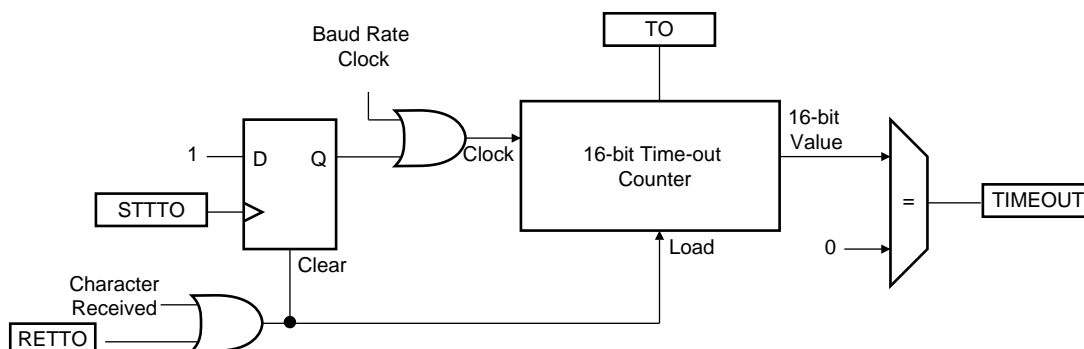 TO
Baud Rate
Clock
16-bit
Value
1
D
Q
Clock
16-bit Time-out
Counter
STTTO
=
TIMEOUT
Clear
Load
0
Character
Received
RETTO